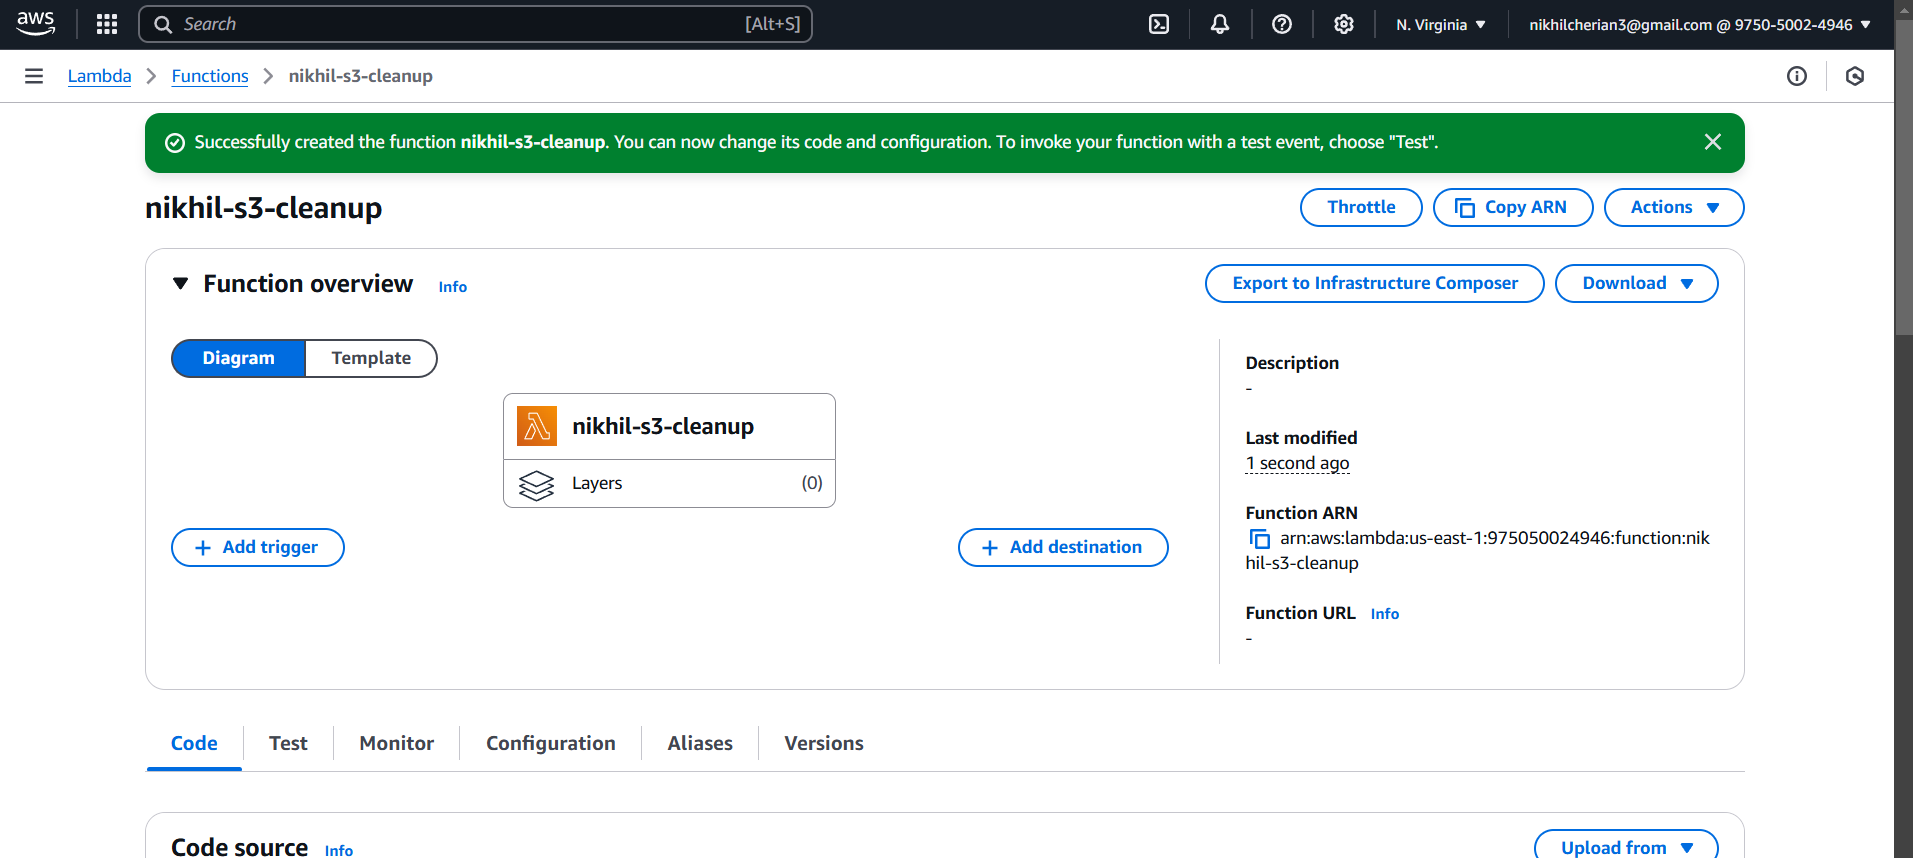 aws
Search [Alt+S]
N. Virginia
nikhilcherian3@gmail.com @ 9750-5002-4946
Lambda Functions nikhil-s3-cleanup
Successfully created the function nikhil-s3-cleanup. You can now change its code and configuration. To invoke your function with a test event, choose "Test".
nikhil-s3-cleanup
Throttle Copy ARN Actions
Function overview Info
Export to Infrastructure Composer Download
Diagram Template
nikhil-s3-cleanup
Layers (0)
+ Add trigger
+ Add destination
Description
-
Last modified
1 second ago
Function ARN
arn:aws:lambda:us-east-1:975050024946:function:nik
hil-s3-cleanup
Function URL Info
-
Code Test Monitor Configuration Aliases Versions
Code source Info
Upload from